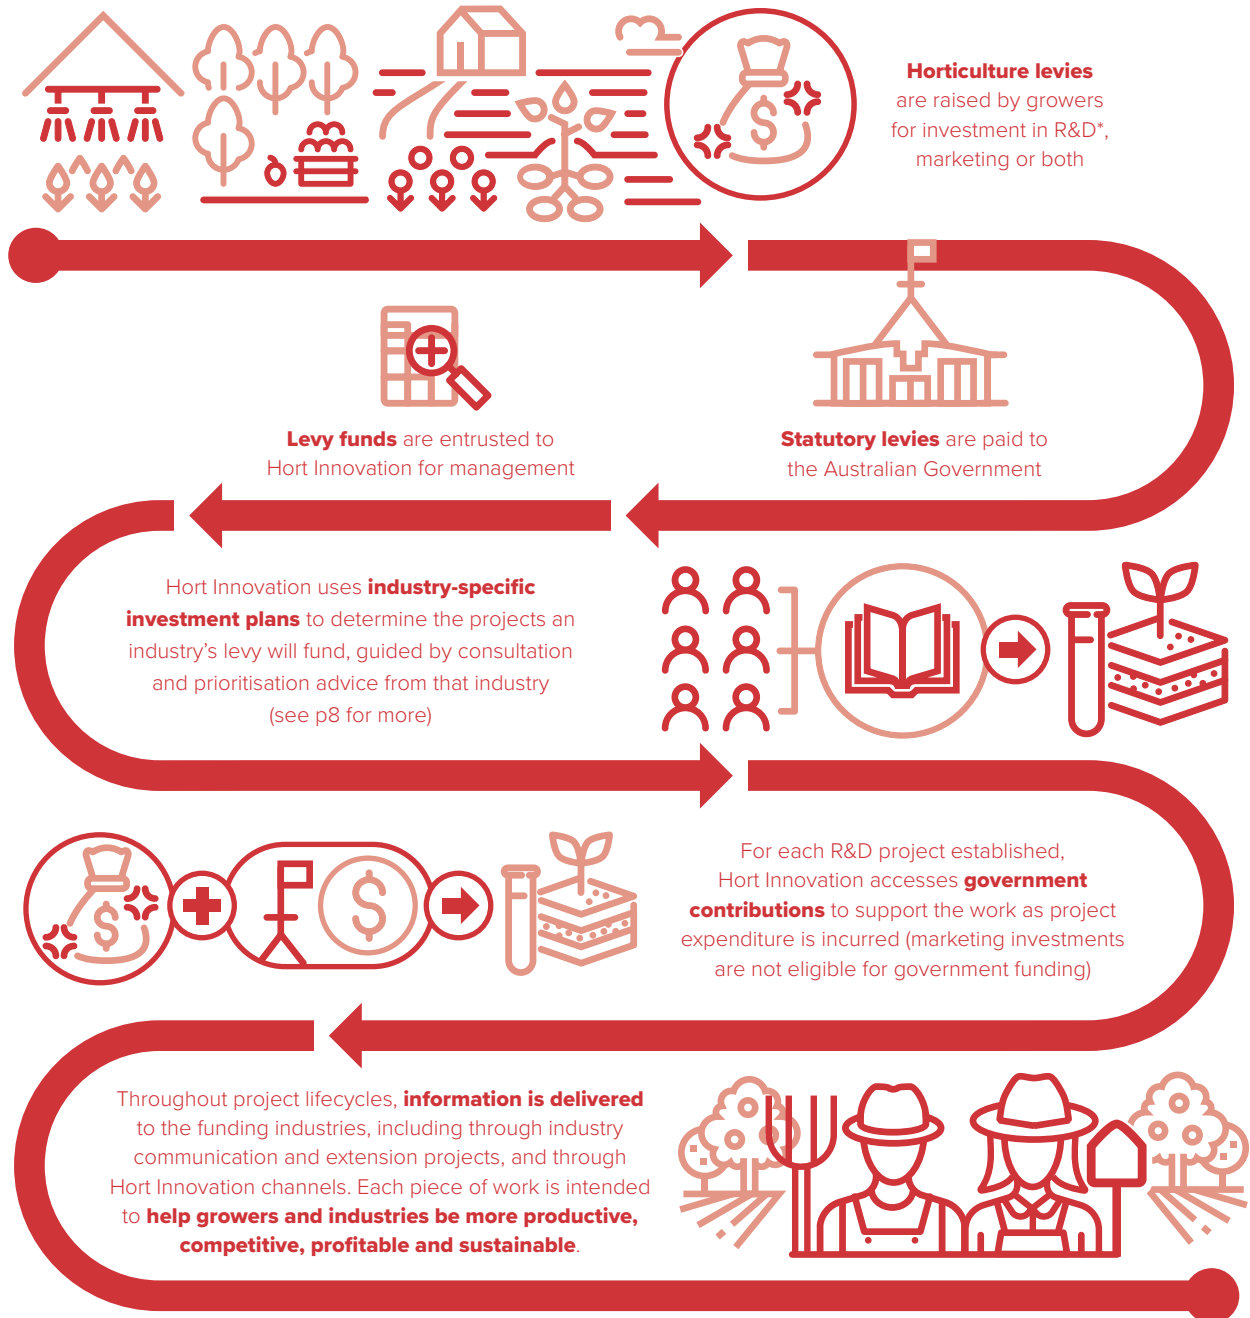 Horticulture levies
are raised by growers
for investment in R&D*,
marketing or both
Statutory levies are paid to
the Australian Government
Levy funds are entrusted to
Hort Innovation for management
Hort Innovation uses industry-specific
investment plans to determine the projects an
industry's levy will fund, guided by consultation
and prioritisation advice from that industry
(see p8 for more)
For each R&D project established,
Hort Innovation accesses government
contributions to support the work as project
expenditure is incurred (marketing investments
are not eligible for government funding)
Throughout project lifecycles, information is delivered
to the funding industries, including through industry
communication and extension projects, and through
Hort Innovation channels. Each piece of work is intended
to help growers and industries be more productive,
competitive, profitable and sustainable.